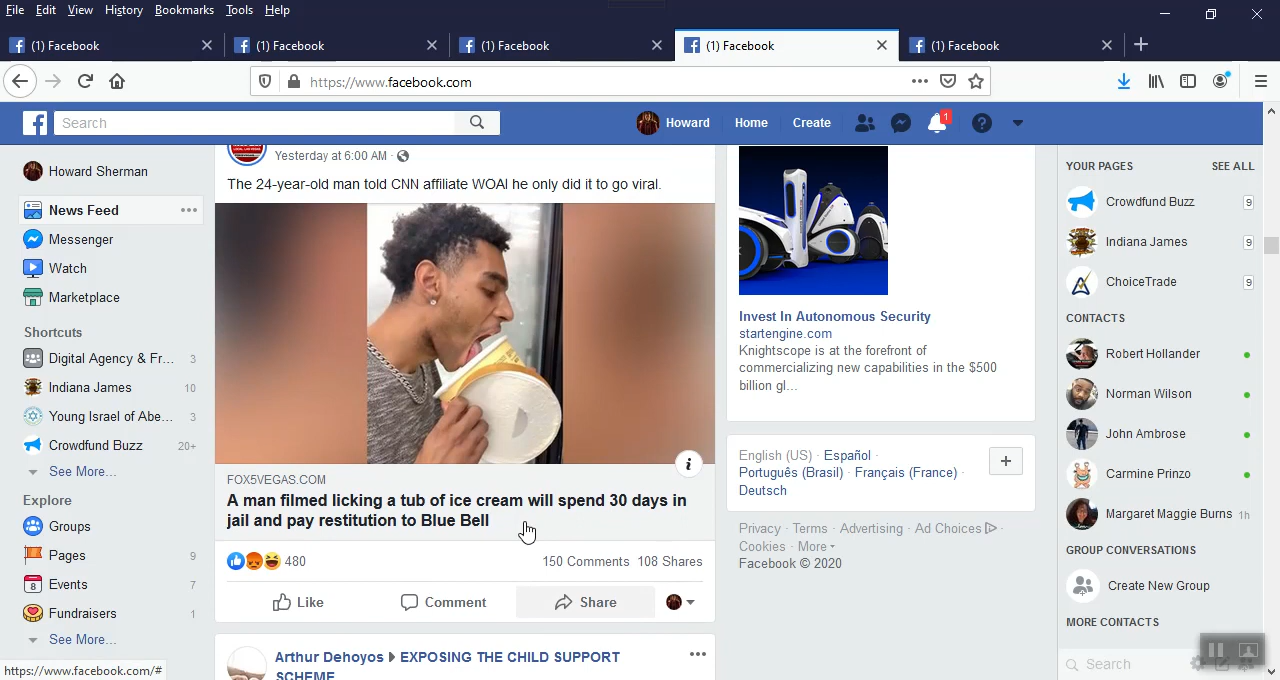 File Edit View History Bookmarks Tools Help
(1) Facebook (1) Facebook (1) Facebook (1) Facebook (1) Facebook
https://www.facebook.com
Search Howard Home Create 1
Howard Sherman
News Feed
Messenger
Watch
Marketplace
Shortcuts
Digital Agency & Fr... 3
Indiana James 10
Young Israel of Abe... 3
Crowdfund Buzz 20+
See More...
Explore
Groups
Pages 9
Events 7
Fundraisers 1
See More...
https://www.facebook.com/#
LOCAL LAS VEGAS
Yesterday at 6:00 AM ·
The 24-year-old man told CNN affiliate WOAI he only did it to go viral.
FOX5VEGAS.COM
A man filmed licking a tub of ice cream will spend 30 days in
jail and pay restitution to Blue Bell
480 150 Comments 108 Shares
Like Comment Share
Arthur Dehoyos EXPOSING THE CHILD SUPPORT
SCHEME
Invest In Autonomous Security
startengine.com
Knightscope is at the forefront of
commercializing new capabilities in the $500
billion gl...
English (US) · Español ·
Português (Brasil) · Français (France) ·
Deutsch
Privacy · Terms · Advertising · Ad Choices ·
Cookies · More
Facebook © 2020
YOUR PAGES SEE ALL
Crowdfund Buzz 9
Indiana James 9
ChoiceTrade 9
CONTACTS
Robert Hollander
Norman Wilson
John Ambrose
Carmine Prinzo
Margaret Maggie Burns 1h
GROUP CONVERSATIONS
Create New Group
MORE CONTACTS
Search